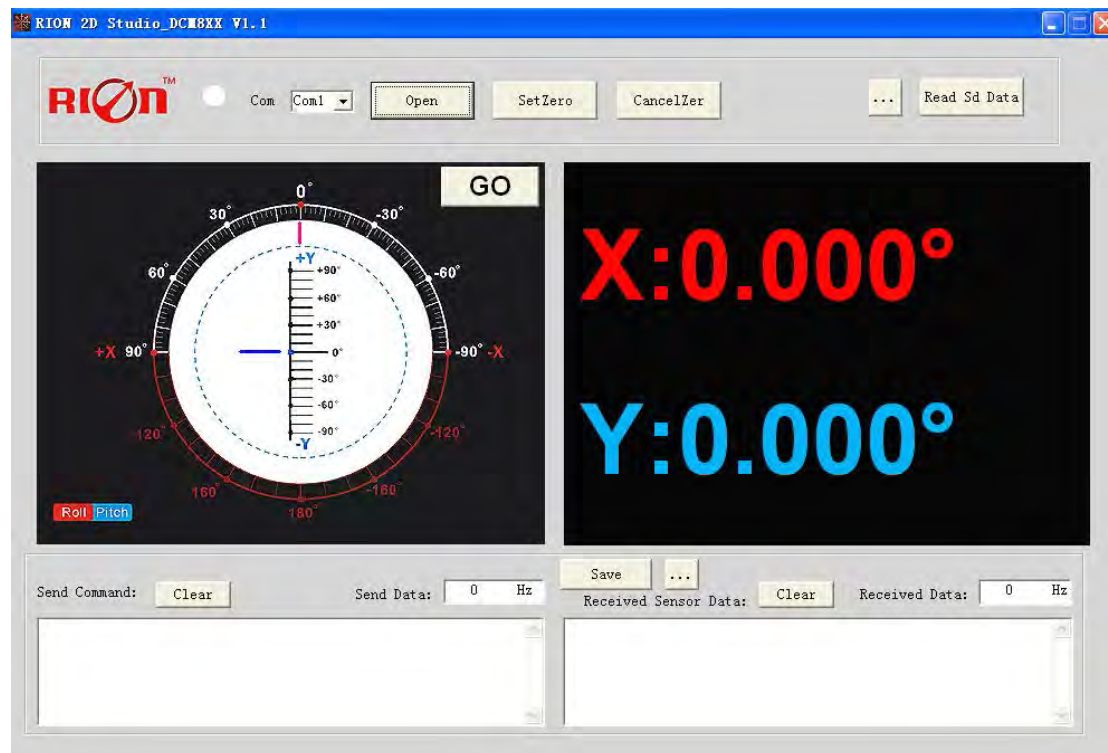 RION 2D Studio_DCM8XX V1.1
RION™
Com Com1 Open SetZero CancelZer ... Read Sd Data
GO
0°
30° -30°
60° -60°
+Y
+90°
+60°
+30°
+X 90° 0° -90° -X
-30°
-60°
-90°
-Y
120° -120°
160° -160°
180°
Roll Pitch
X:0.000°
Y:0.000°
Save ...
Send Command: Clear Send Data: 0 Hz
Received Sensor Data: Clear Received Data: 0 Hz